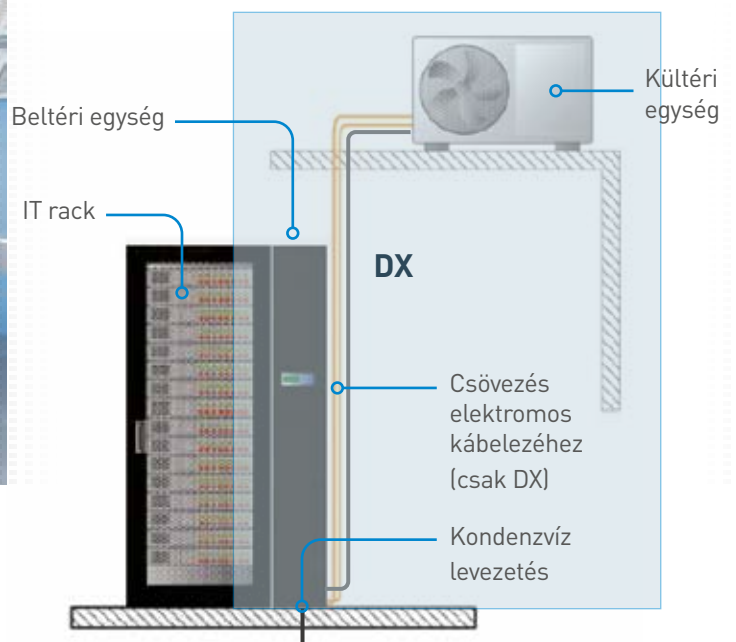 Kültéri
egység
Beltéri egység
IT rack
DX
Csövezés
elektromos
kábelezéhez
(csak DX)
Kondenzvíz
levezetés